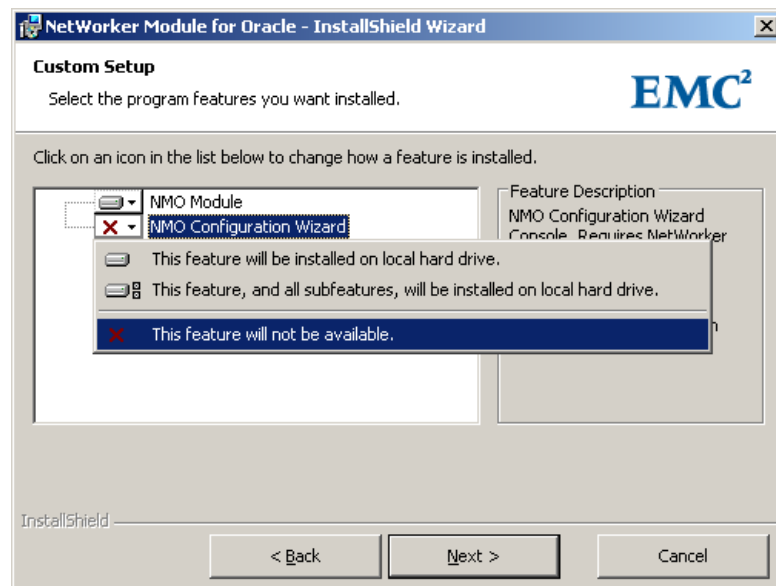 NetWorker Module for Oracle - InstallShield Wizard
Custom Setup
Select the program features you want installed.
EMC²
Click on an icon in the list below to change how a feature is installed.
NMO Module
NMO Configuration Wizard
Feature Description
NMO Configuration Wizard
Console. Requires NetWorker
This feature will be installed on local hard drive.
This feature, and all subfeatures, will be installed on local hard drive.
This feature will not be available.
InstallShield
< Back
Next >
Cancel